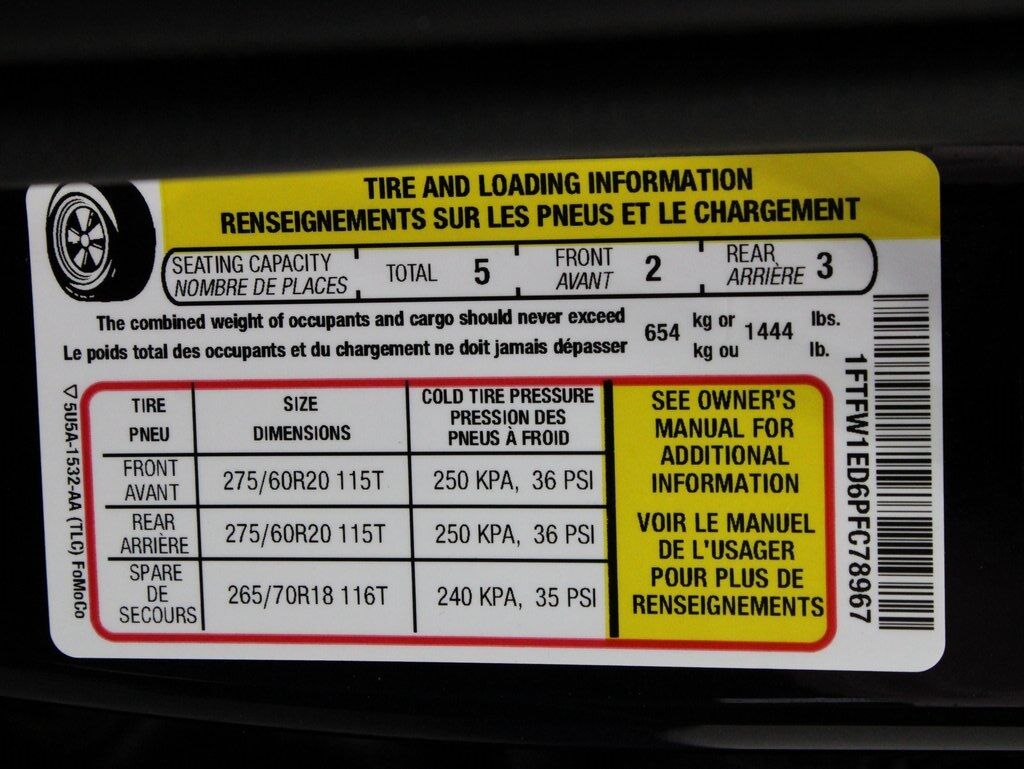 TIRE AND LOADING INFORMATION
RENSEIGNEMENTS SUR LES PNEUS ET LE CHARGEMENT
SEATING CAPACITY
NOMBRE DE PLACES
TOTAL 5
FRONT
AVANT
2
REAR
ARRIÈRE
3
The combined weight of occupants and cargo should never exceed
Le poids total des occupants et du chargement ne doit jamais dépasser
654
kg or
kg ou
1444
lbs.
lb.
TIRE
PNEU
SIZE
DIMENSIONS
COLD TIRE PRESSURE
PRESSION DES
PNEUS À FROID
FRONT
AVANT
275/60R20 115T
250 KPA, 36 PSI
REAR
ARRIÈRE
275/60R20 115T
250 KPA, 36 PSI
SPARE
DE
SECOURS
265/70R18 116T
240 KPA, 35 PSI
SEE OWNER'S
MANUAL FOR
ADDITIONAL
INFORMATION
VOIR LE MANUEL
DE L'USAGER
POUR PLUS DE
RENSEIGNEMENTS
5U5A-1532-AA (TLC) FoMoCo
1FTFW1ED6PFC78967